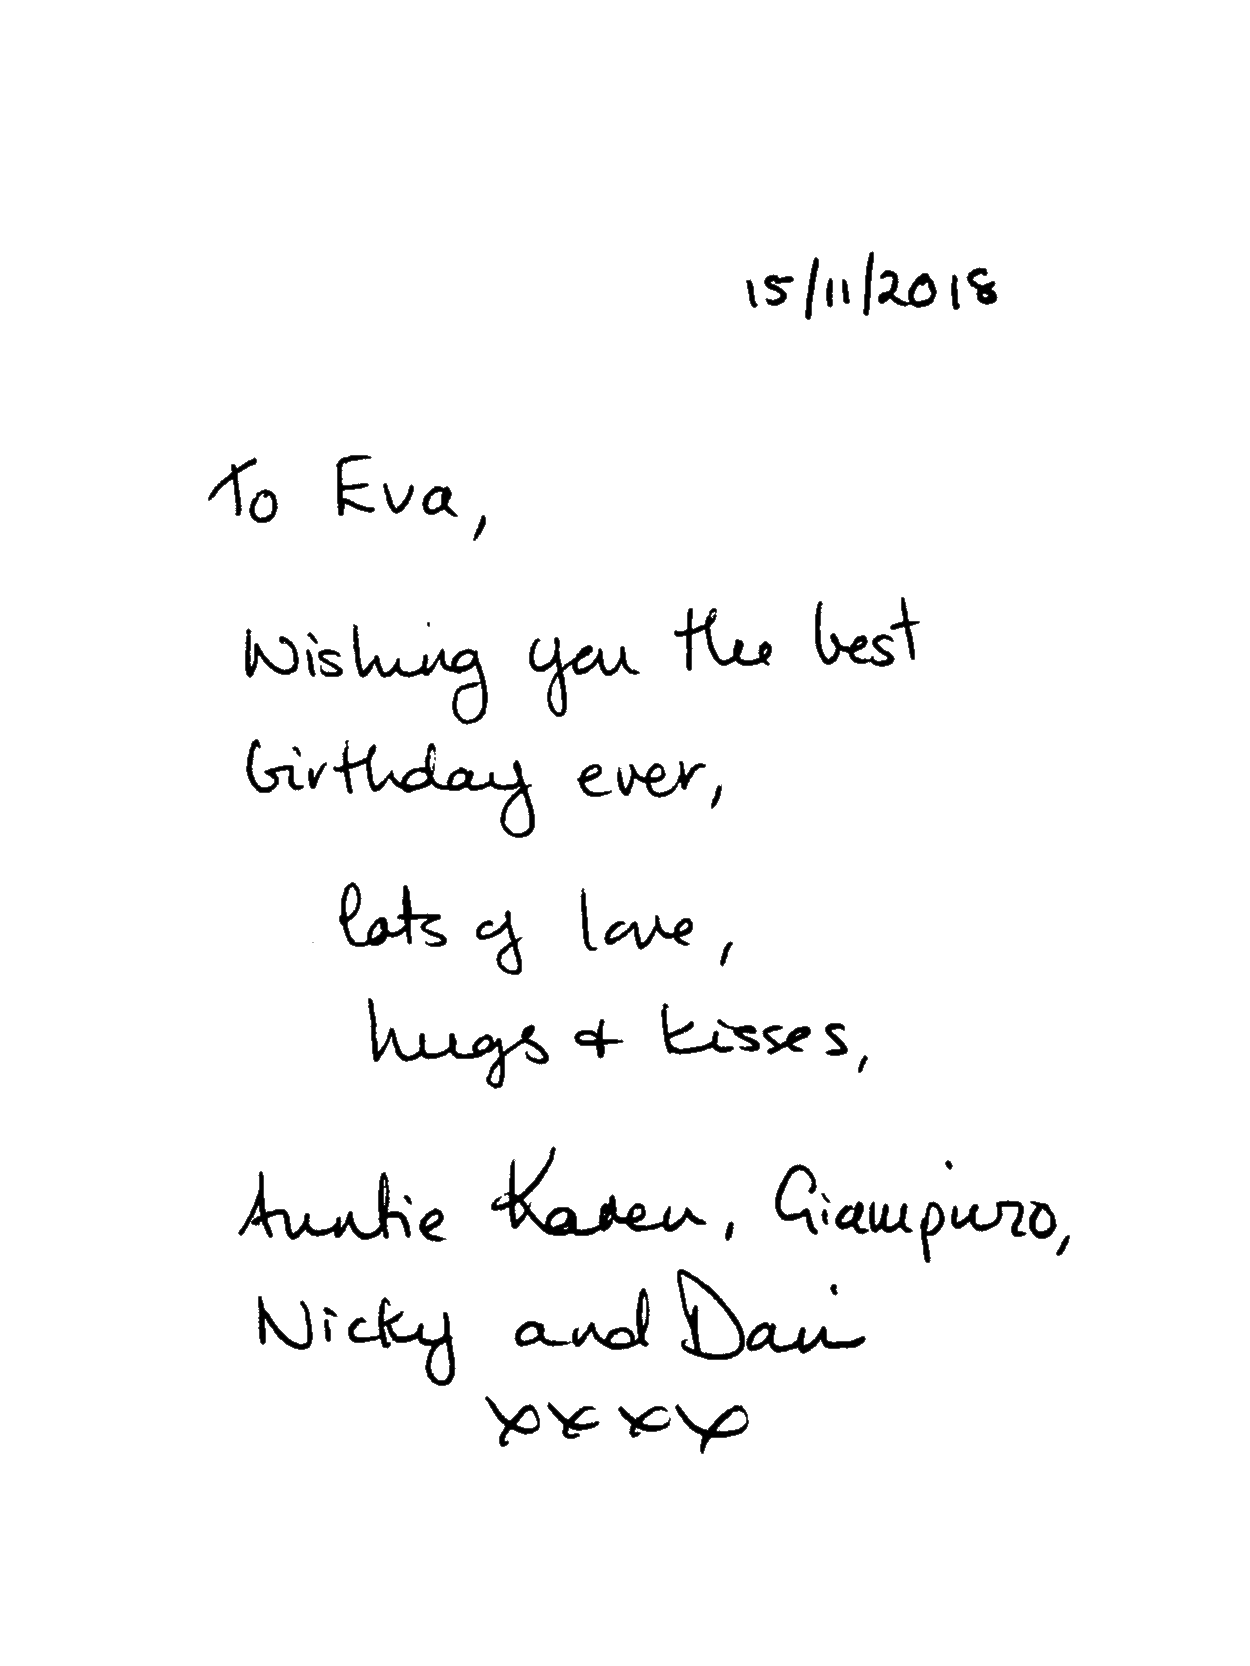 15/11/2018
To Eva,
Wishing you the best
birthday ever,
lots of love,
hugs + kisses,
Auntie Karen, Giampiero,
Nicky and Dani
xxxx